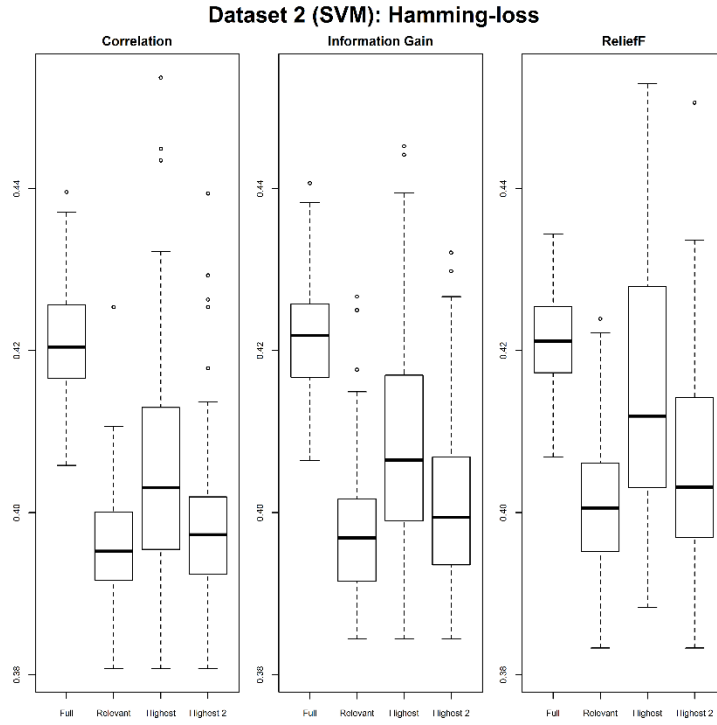 Dataset 2 (SVM): Hamming-loss
Correlation
Information Gain
ReliefF
0.44
0.42
0.40
0.38
Full Relevant Highest Highest 2
0.44
0.42
0.40
0.38
Full Relevant Highest Highest 2
0.44
0.42
0.40
0.38
Full Relevant Highest Highest 2